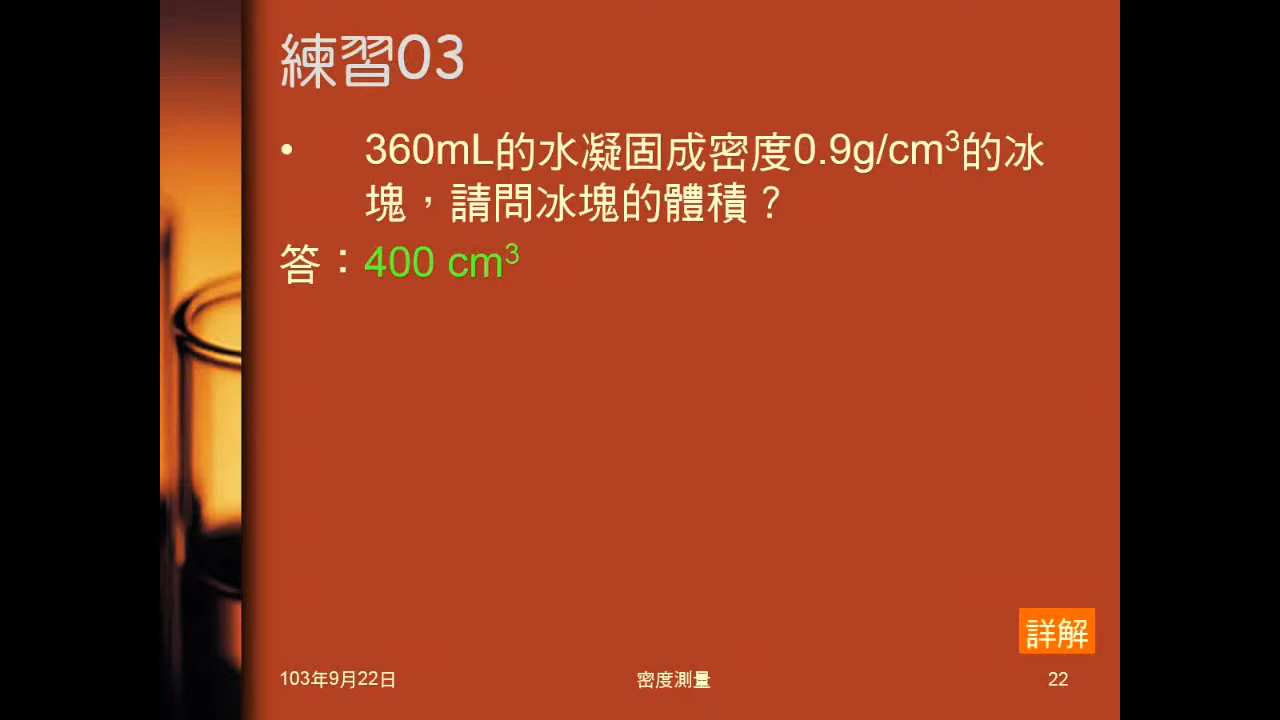 練習03
• 360mL的水凝固成密度0.9g/cm³的冰
塊，請問冰塊的體積？
答：400 cm³
詳解
103年9月22日
密度測量
22